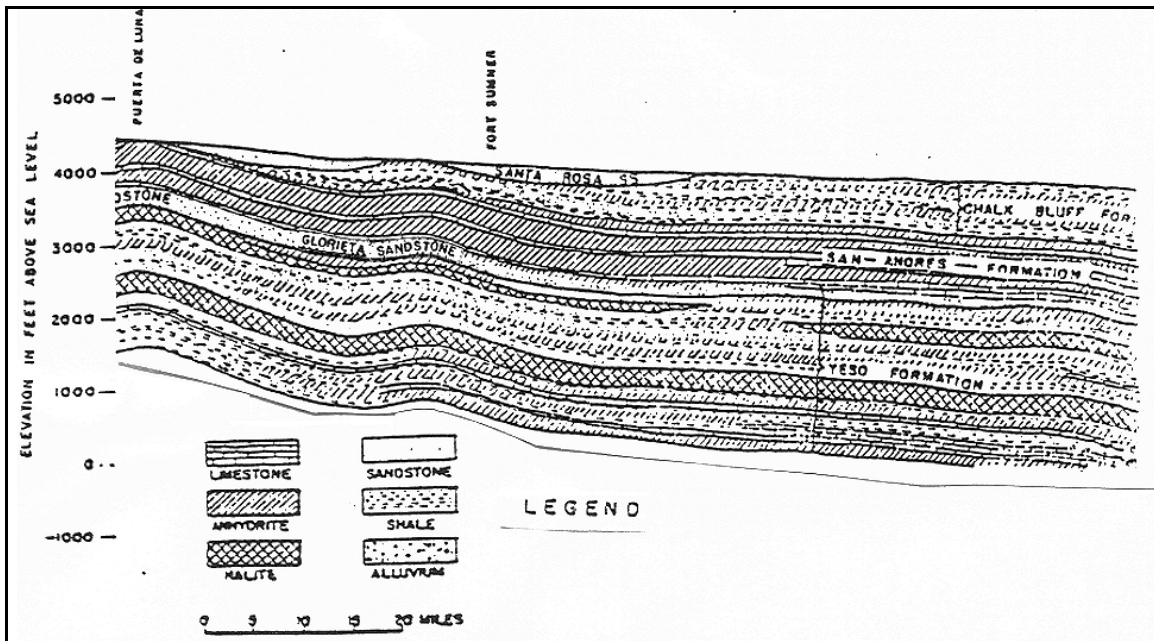 PUERTA DE LUNA
FORT SUMNER
ELEVATION IN FEET ABOVE SEA LEVEL
5000
4000
3000
2000
1000
0
-1000
SANTA ROSA SS
CHALK BLUFF FOR
DSTONE
GLORIETA SANDSTONE
SAN ANDRES FORMATION
YESO FORMATION
LIMESTONE
SANDSTONE
ANHYDRITE
SHALE
HALITE
ALLUVIUM
LEGEND
0 5 10 15 20 MILES